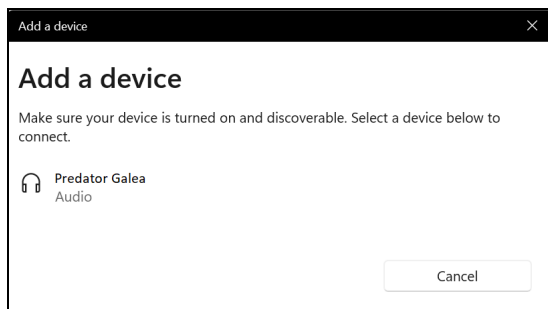 Add a device
Add a device
Make sure your device is turned on and discoverable. Select a device below to
connect.
Predator Galea
Audio
Cancel